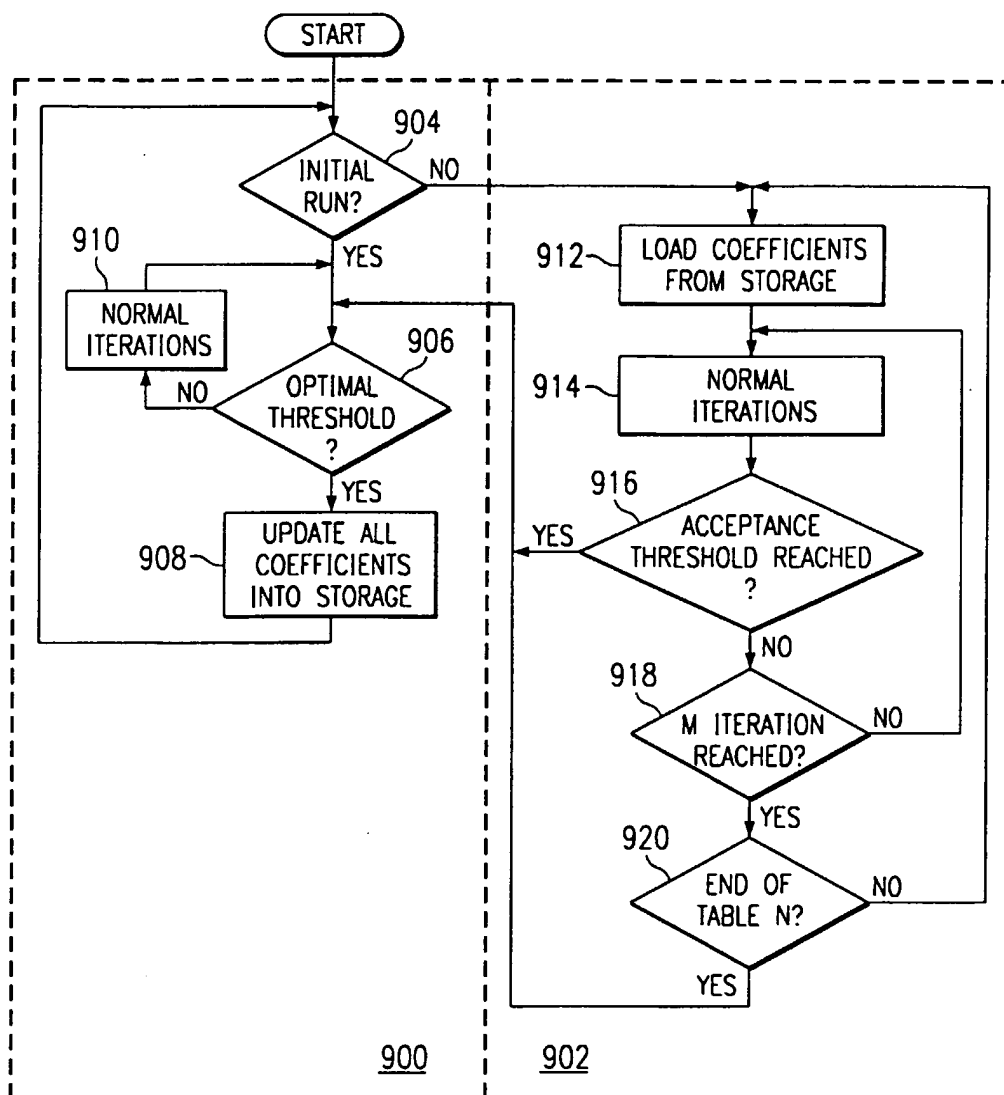 START
904
INITIAL
RUN?
NO
YES
910
NORMAL
ITERATIONS
906
OPTIMAL
THRESHOLD
?
NO
YES
908
UPDATE ALL
COEFFICIENTS
INTO STORAGE
900
912
LOAD COEFFICIENTS
FROM STORAGE
914
NORMAL
ITERATIONS
916
ACCEPTANCE
THRESHOLD REACHED
?
YES
NO
918
M ITERATION
REACHED?
NO
YES
920
END OF
TABLE N?
NO
YES
902